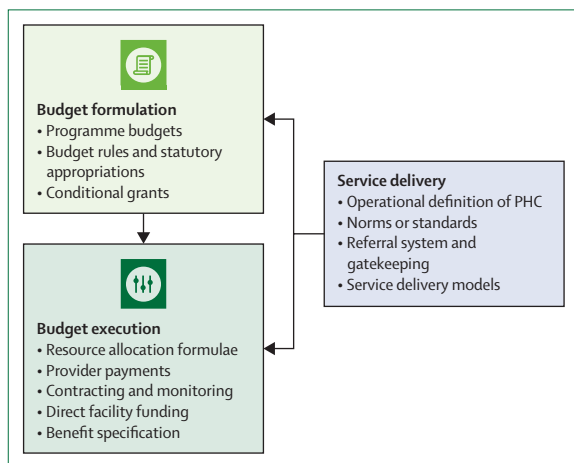 Budget formulation
• Programme budgets
• Budget rules and statutory
appropriations
• Conditional grants
Service delivery
• Operational definition of PHC
• Norms or standards
• Referral system and
gatekeeping
• Service delivery models
Budget execution
• Resource allocation formulae
• Provider payments
• Contracting and monitoring
• Direct facility funding
• Benefit specification